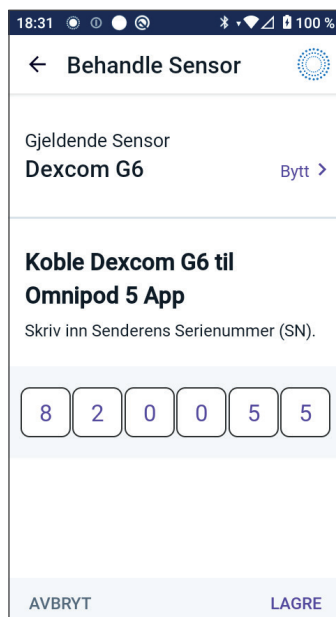 18:31 100 %
Behandle Sensor
Gjeldende Sensor
Dexcom G6
Bytt
Koble Dexcom G6 til
Omnipod 5 App
Skriv inn Senderens Serienummer (SN).
8 2 0 0 5 5
AVBRYT LAGRE